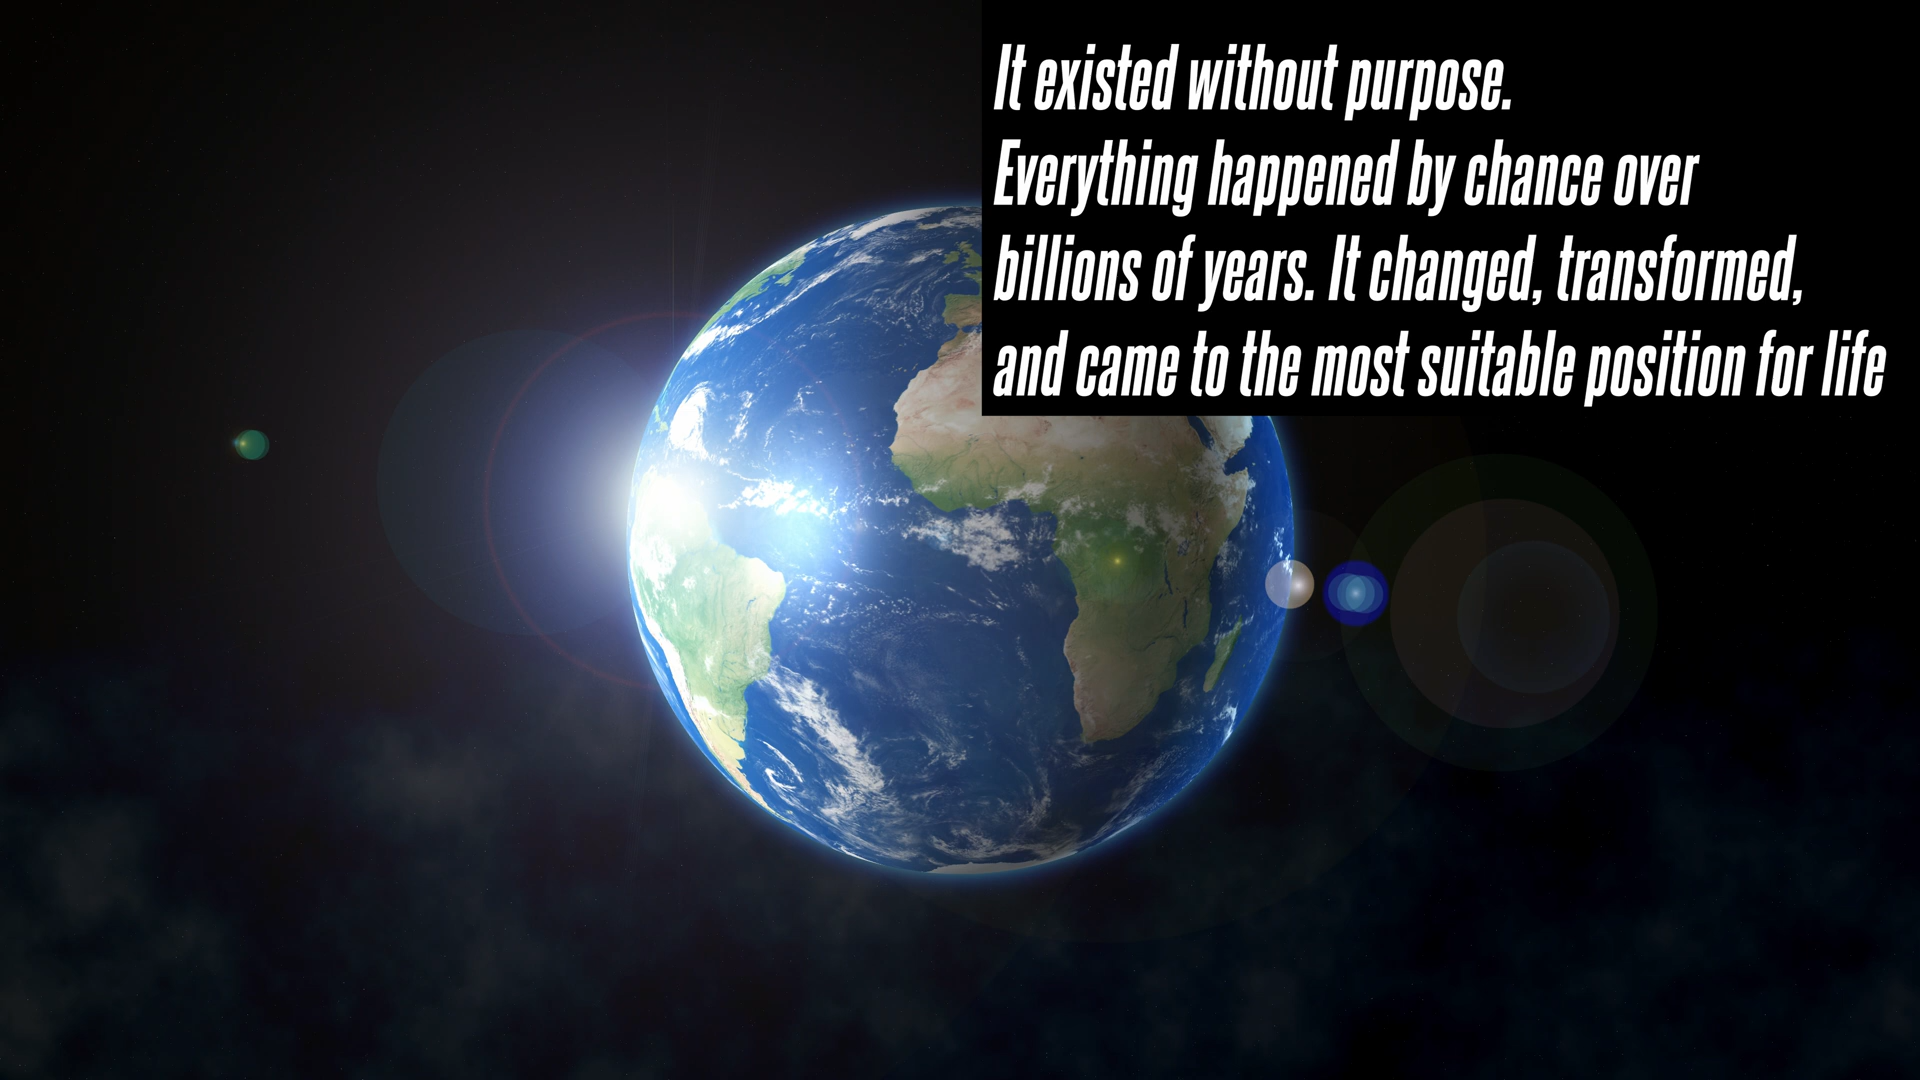 It existed without purpose.
Everything happened by chance over
billions of years. It changed, transformed,
and came to the most suitable position for life